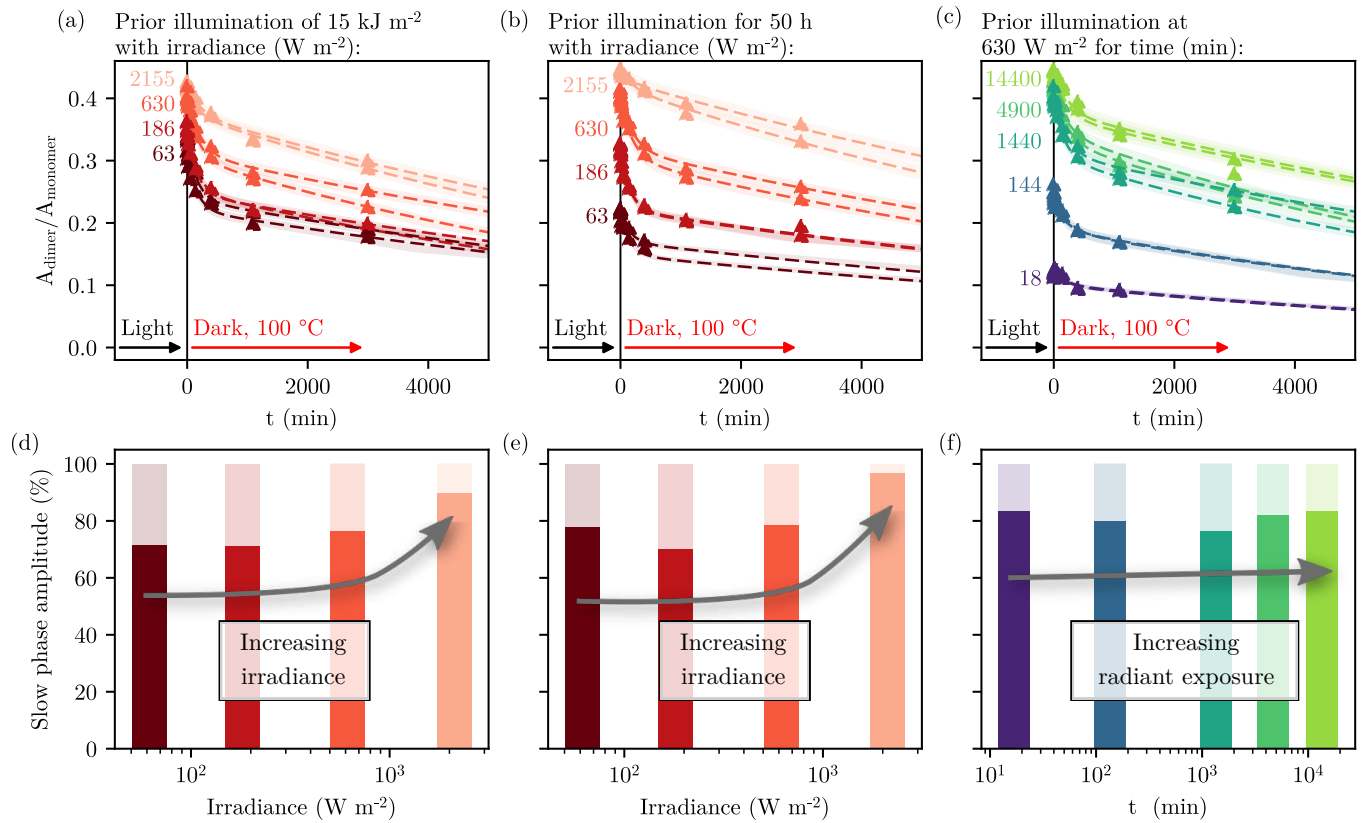 (a) Prior illumination of 15 kJ m-2
with irradiance (W m-2):
(b) Prior illumination for 50 h
with irradiance (W m-2):
(c) Prior illumination at
630 W m-2 for time (min):
Adimer/Amonomer
0.4
0.3
0.2
0.1
0.0
2155
630
186
63
Light
Dark, 100 °C
0 2000 4000
t (min)
2155
630
186
63
Light
Dark, 100 °C
0 2000 4000
t (min)
14400
4900
1440
144
18
Light
Dark, 100 °C
0 2000 4000
t (min)
(d)
Slow phase amplitude (%)
100
80
60
40
20
0
Increasing
irradiance
10² 10³
Irradiance (W m-2)
(e)
Increasing
irradiance
10² 10³
Irradiance (W m-2)
(f)
Increasing
radiant exposure
10¹ 10² 10³ 10⁴
t (min)